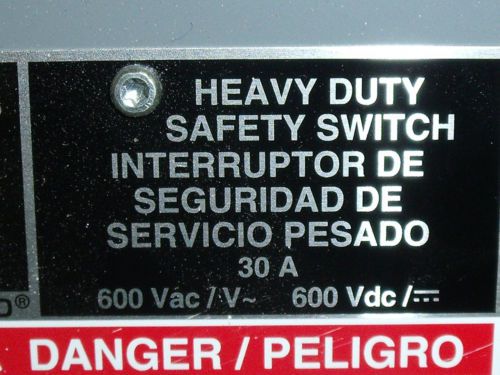 HEAVY DUTY
SAFETY SWITCH
INTERRUPTOR DE
SEGURIDAD DE
SERVICIO PESADO
30 A
600 Vac / V~ 600 Vdc / ⎓
®
DANGER / PELIGRO